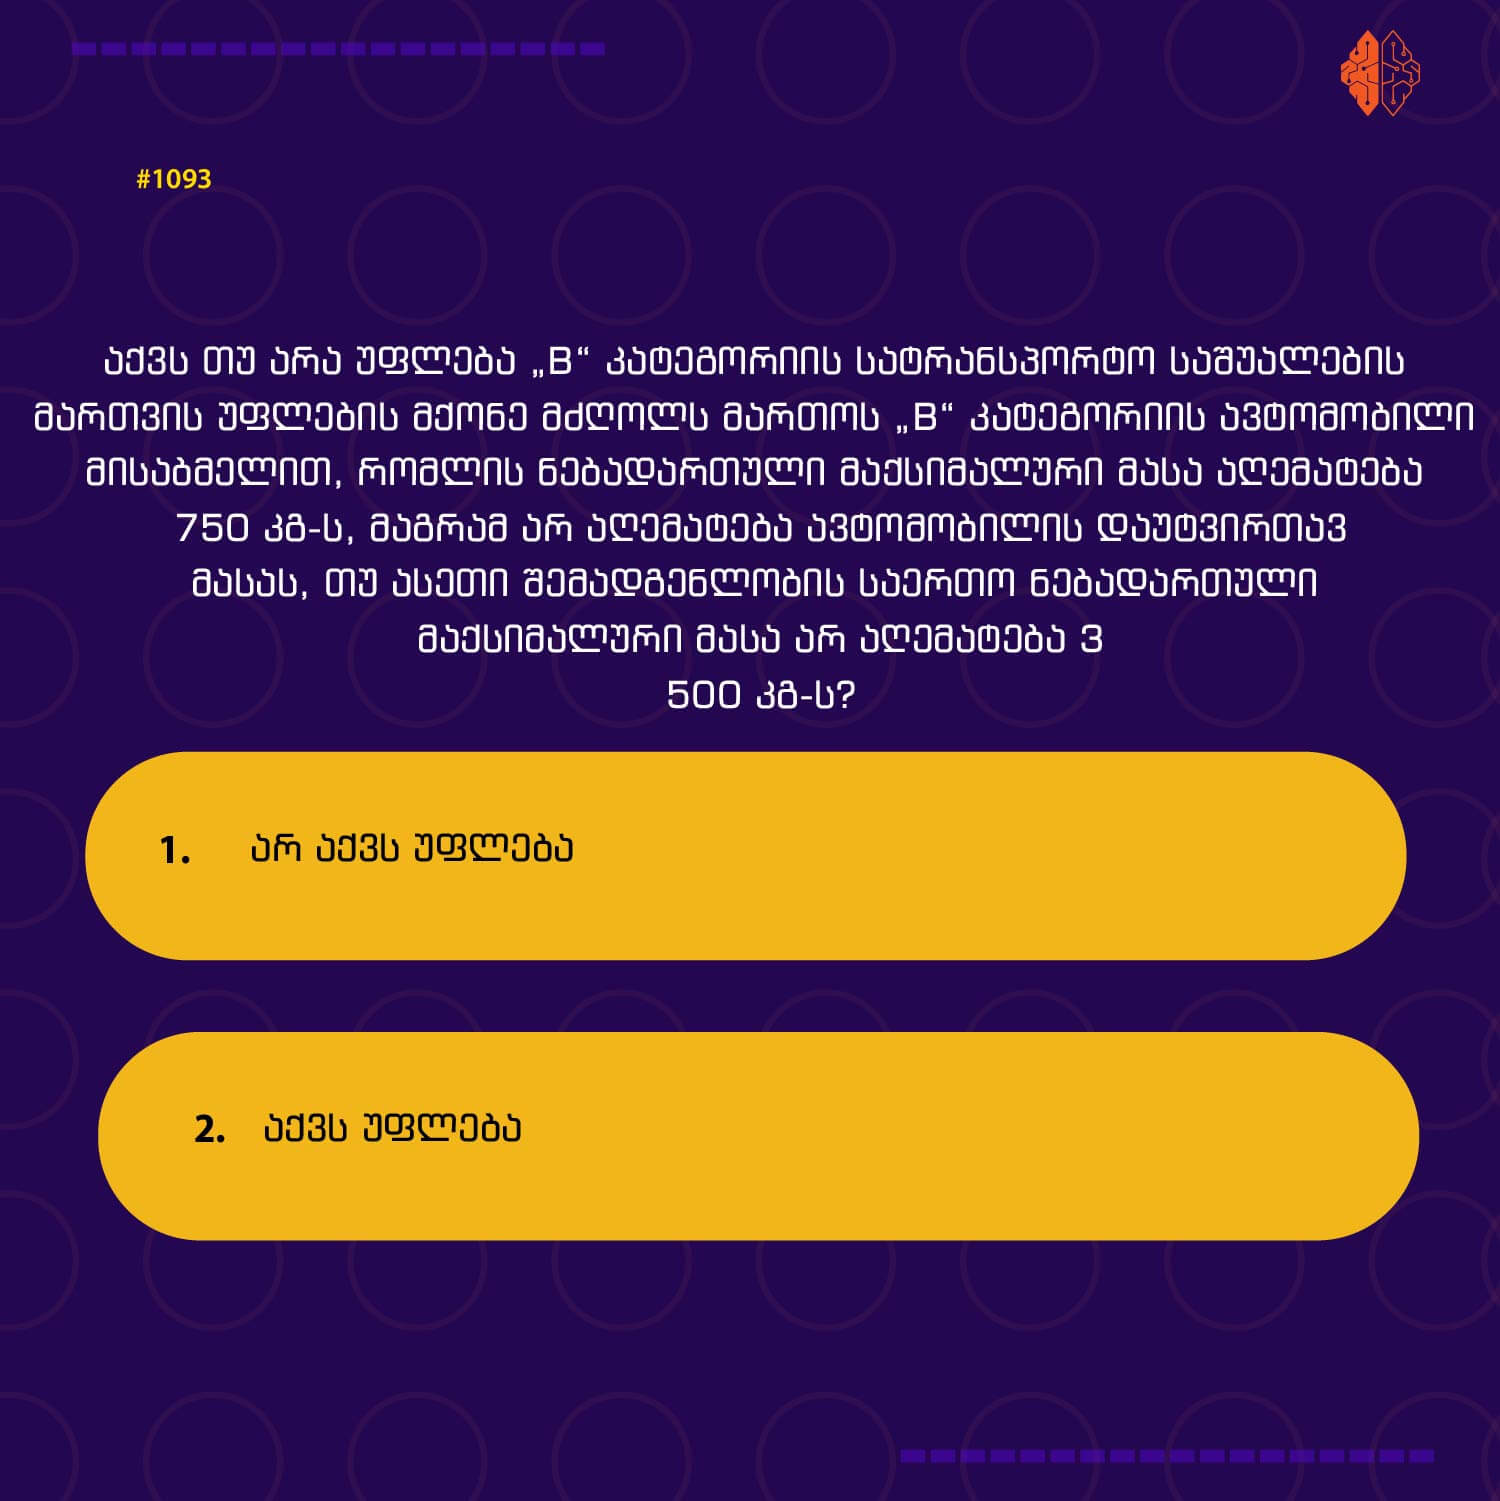 #1093
აქვს თუ არა უფლება „B“ კატეგორიის სატრანსპორტო საშუალების
მართვის უფლების მქონე მძღოლს მართოს „B“ კატეგორიის ავტომობილი
მისაბმელით, რომლის ნებადართული მაქსიმალური მასა აღემატება
750 კგ-ს, მაგრამ არ აღემატება ავტომობილის დაუტვირთავ
მასას, თუ ასეთი შემადგენლობის საერთო ნებადართული
მაქსიმალური მასა არ აღემატება 3
500 კგ-ს?
1. არ აქვს უფლება
2. აქვს უფლება